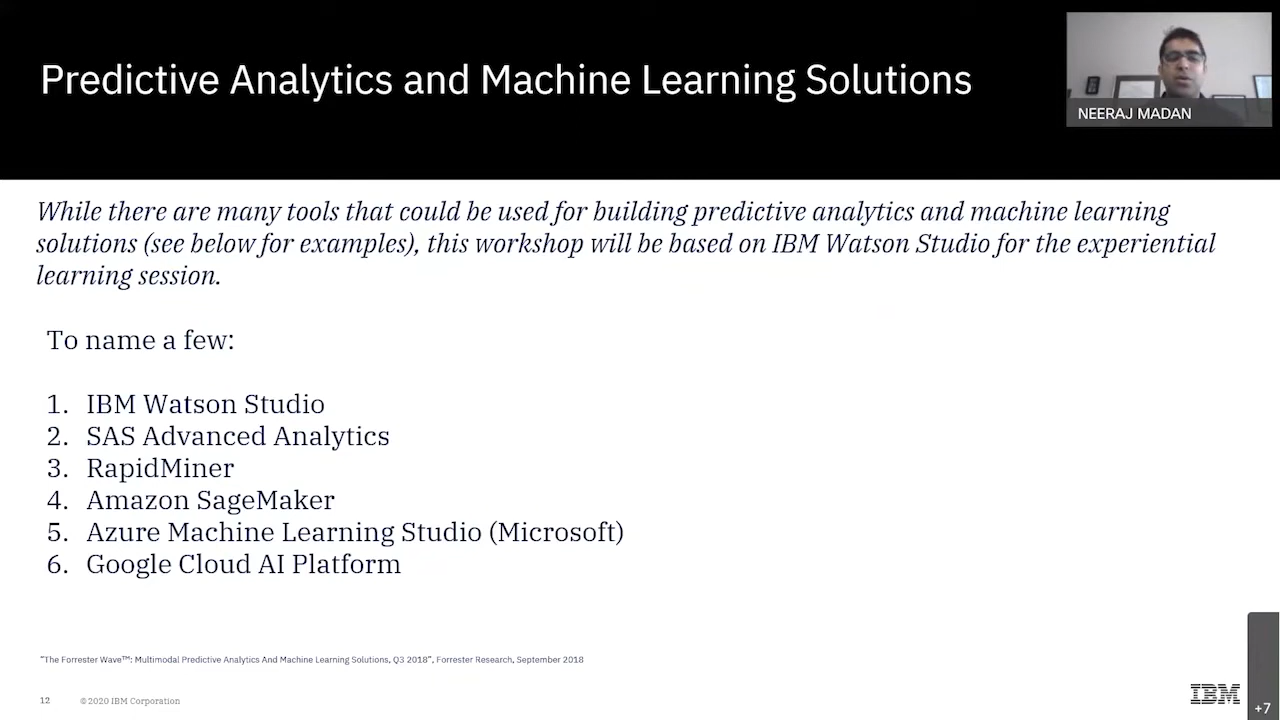 Predictive Analytics and Machine Learning Solutions
NEERAJ MADAN
While there are many tools that could be used for building predictive analytics and machine learning
solutions (see below for examples), this workshop will be based on IBM Watson Studio for the experiential
learning session.
To name a few:
1. IBM Watson Studio
2. SAS Advanced Analytics
3. RapidMiner
4. Amazon SageMaker
5. Azure Machine Learning Studio (Microsoft)
6. Google Cloud AI Platform
"The Forrester Wave™: Multimodal Predictive Analytics And Machine Learning Solutions, Q3 2018", Forrester Research, September 2018
12 © 2020 IBM Corporation
IBM
+7